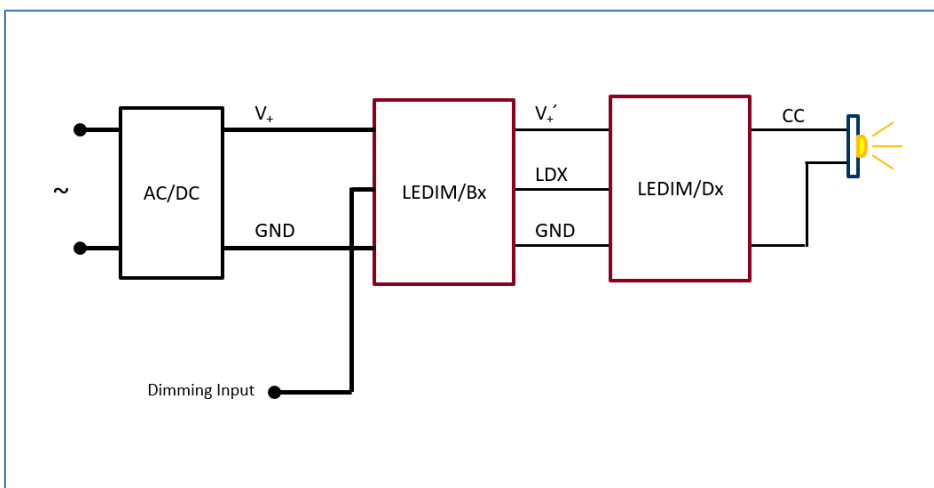 V₊
V₊´
CC
~
AC/DC
LEDIM/Bx
LDX
LEDIM/Dx
GND
GND
Dimming Input